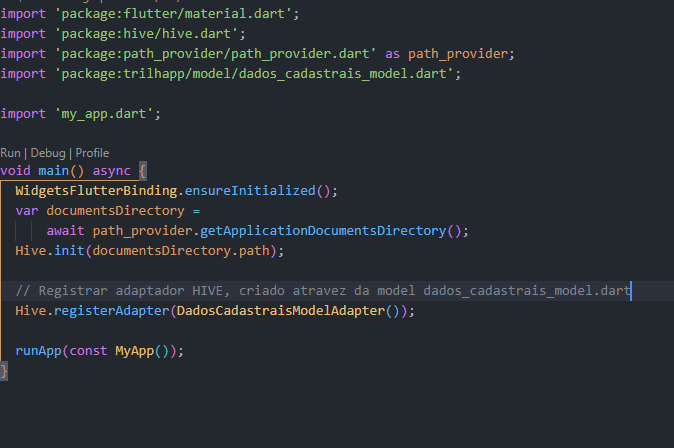 import 'package:flutter/material.dart';
import 'package:hive/hive.dart';
import 'package:path_provider/path_provider.dart' as path_provider;
import 'package:trilhapp/model/dados_cadastrais_model.dart';
import 'my_app.dart';
Run | Debug | Profile
void main() async {
WidgetsFlutterBinding.ensureInitialized();
var documentsDirectory =
await path_provider.getApplicationDocumentsDirectory();
Hive.init(documentsDirectory.path);
// Registrar adaptador HIVE, criado atravez da model dados_cadastrais_model.dart
Hive.registerAdapter(DadosCadastraisModelAdapter());
runApp(const MyApp());
}